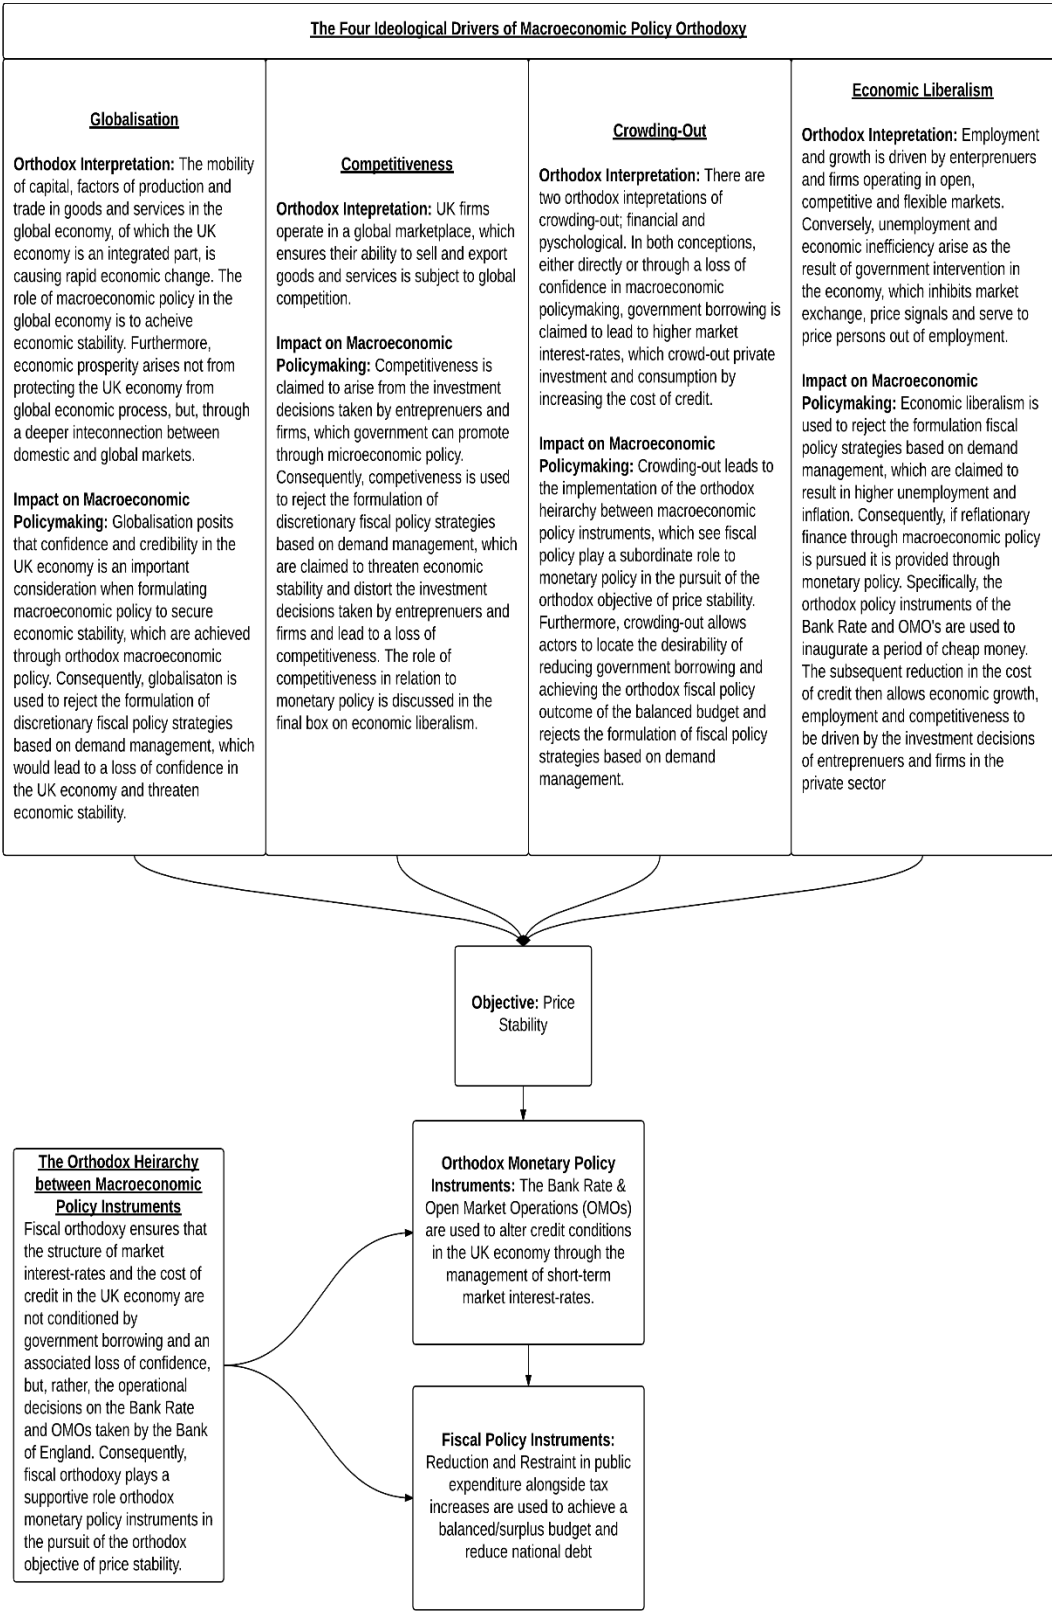 The Four Ideological Drivers of Macroeconomic Policy Orthodoxy
Globalisation
Orthodox Interpretation: The mobility
of capital, factors of production and
trade in goods and services in the
global economy, of which the UK
economy is an integrated part, is
causing rapid economic change. The
role of macroeconomic policy in the
global economy is to acheive
economic stability. Furthermore,
economic prosperity arises not from
protecting the UK economy from
global economic process, but, through
a deeper inteconnection between
domestic and global markets.
Impact on Macroeconomic
Policymaking: Globalisation posits
that confidence and credibility in the
UK economy is an important
consideration when formulating
macroeconomic policy to secure
economic stability, which are achieved
through orthodox macroeconomic
policy. Consequently, globalisaton is
used to reject the formulation of
discretionary fiscal policy strategies
based on demand management, which
would lead to a loss of confidence in
the UK economy and threaten
economic stability.
Competitiveness
Orthodox Intepretation: UK firms
operate in a global marketplace, which
ensures their ability to sell and export
goods and services is subject to global
competition.
Impact on Macroeconomic
Policymaking: Competitiveness is
claimed to arise from the investment
decisions taken by entreprenuers and
firms, which government can promote
through microeconomic policy.
Consequently, competiveness is used
to reject the formulation of
discretionary fiscal policy strategies
based on demand management, which
are claimed to threaten economic
stability and distort the investment
decisions taken by entreprenuers and
firms and lead to a loss of
competitiveness. The role of
competitiveness in relation to
monetary policy is discussed in the
final box on economic liberalism.
Crowding-Out
Orthodox Interpretation: There are
two orthodox intepretations of
crowding-out; financial and
pyschological. In both conceptions,
either directly or through a loss of
confidence in macroeconomic
policymaking, government borrowing is
claimed to lead to higher market
interest-rates, which crowd-out private
investment and consumption by
increasing the cost of credit.
Impact on Macroeconomic
Policymaking: Crowding-out leads to
the implementation of the orthodox
heirarchy between macroeconomic
policy instruments, which see fiscal
policy play a subordinate role to
monetary policy in the pursuit of the
orthodox objective of price stability.
Furthermore, crowding-out allows
actors to locate the desirability of
reducing government borrowing and
achieving the orthodox fiscal policy
outcome of the balanced budget and
rejects the formulation of fiscal policy
strategies based on demand
management.
Economic Liberalism
Orthodox Intepretation: Employment
and growth is driven by enterprenuers
and firms operating in open,
competitive and flexible markets.
Conversely, unemployment and
economic inefficiency arise as the
result of government intervention in
the economy, which inhibits market
exchange, price signals and serve to
price persons out of employment.
Impact on Macroeconomic
Policymaking: Economic liberalism is
used to reject the formulation fiscal
policy strategies based on demand
management, which are claimed to
result in higher unemployment and
inflation. Consequently, if reflationary
finance through macroeconomic policy
is pursued it is provided through
monetary policy. Specifically, the
orthodox policy instruments of the
Bank Rate and OMO's are used to
inaugurate a period of cheap money.
The subsequent reduction in the cost
of credit then allows economic growth,
employment and competitiveness to
be driven by the investment decisions
of entreprenuers and firms in the
private sector
Objective: Price
Stability
Orthodox Monetary Policy
Instruments: The Bank Rate &
Open Market Operations (OMOs)
are used to alter credit conditions
in the UK economy through the
management of short-term
market interest-rates.
The Orthodox Heirarchy
between Macroeconomic
Policy Instruments
Fiscal orthodoxy ensures that
the structure of market
interest-rates and the cost of
credit in the UK economy are
not conditioned by
government borrowing and an
associated loss of confidence,
but, rather, the operational
decisions on the Bank Rate
and OMOs taken by the Bank
of England. Consequently,
fiscal orthodoxy plays a
supportive role orthodox
monetary policy instruments in
the pursuit of the orthodox
objective of price stability.
Fiscal Policy Instruments:
Reduction and Restraint in public
expenditure alongside tax
increases are used to achieve a
balanced/surplus budget and
reduce national debt